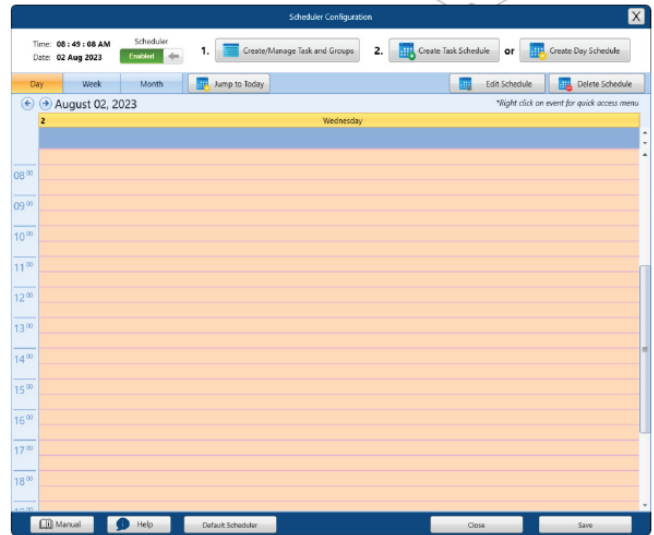 Scheduler Configuration
X
Time: 08 : 49 : 08 AM
Date: 02 Aug 2023
Scheduler
Enabled
1. Create/Manage Task and Groups 2. Create Task Schedule or Create Day Schedule
Day Week Month Jump to Today Edit Schedule Delete Schedule
August 02, 2023 *Right click on event for quick access menu
2 Wednesday
08 00
09 00
10 00
11 00
12 00
13 00
14 00
15 00
16 00
17 00
18 00
Manual Help Default Scheduler Close Save